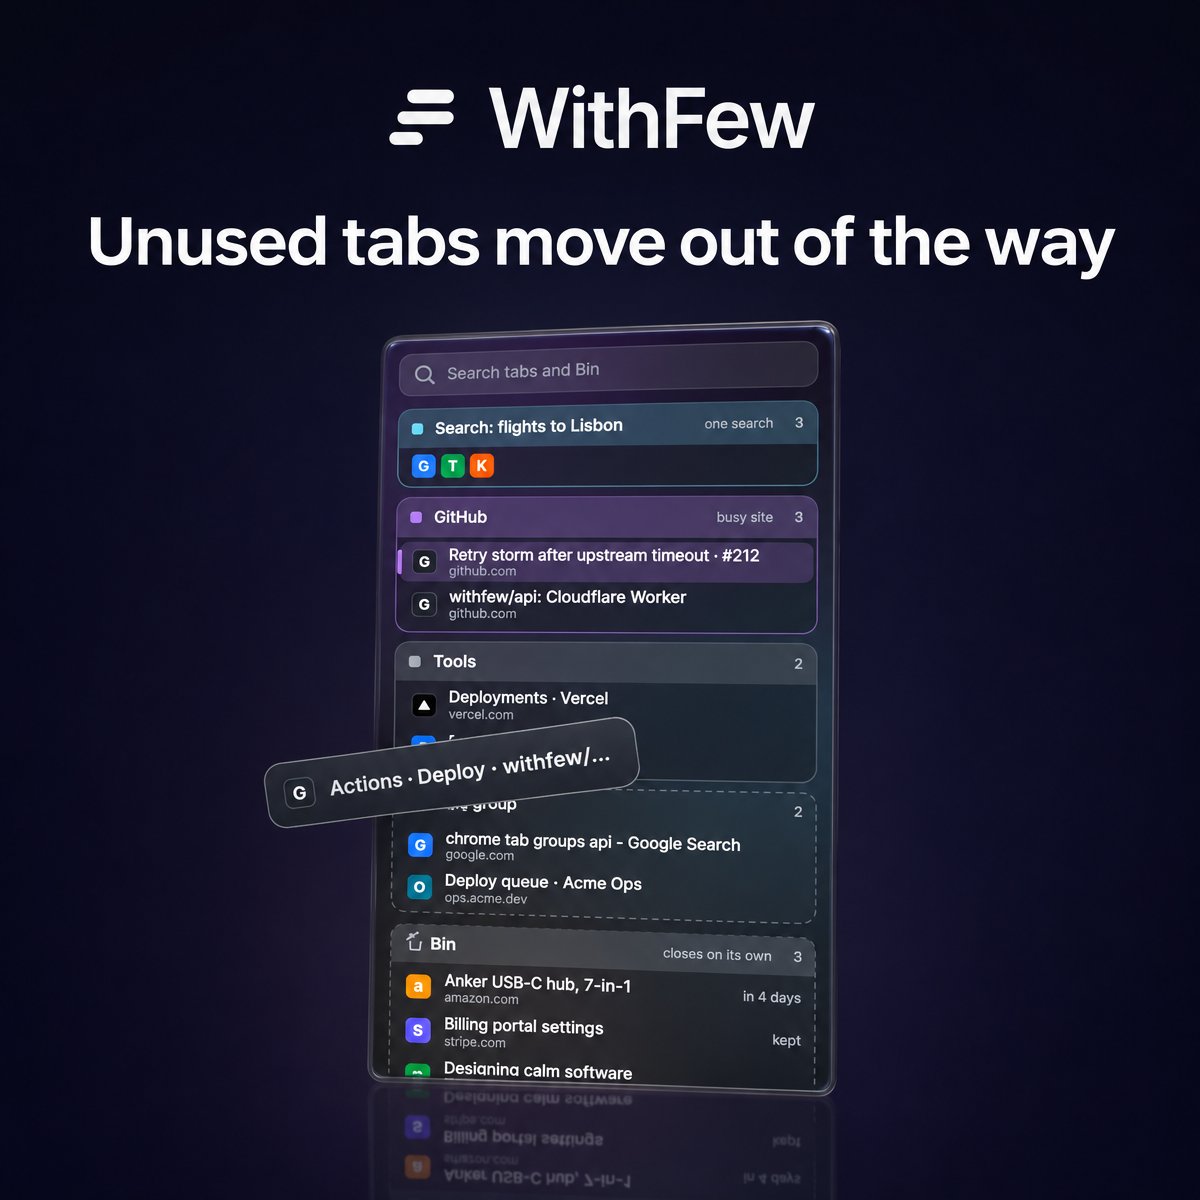 WithFew
Unused tabs move out of the way
Search tabs and Bin
Search: flights to Lisbon one search 3
G T K
GitHub busy site 3
G Retry storm after upstream timeout · #212
github.com
G withfew/api: Cloudflare Worker
github.com
Tools 2
Deployments · Vercel
vercel.com
G Actions · Deploy · withfew/...
group 2
G chrome tab groups api - Google Search
google.com
O Deploy queue · Acme Ops
ops.acme.dev
Bin closes on its own 3
a Anker USB-C hub, 7-in-1 in 4 days
amazon.com
S Billing portal settings kept
stripe.com
Designing calm software